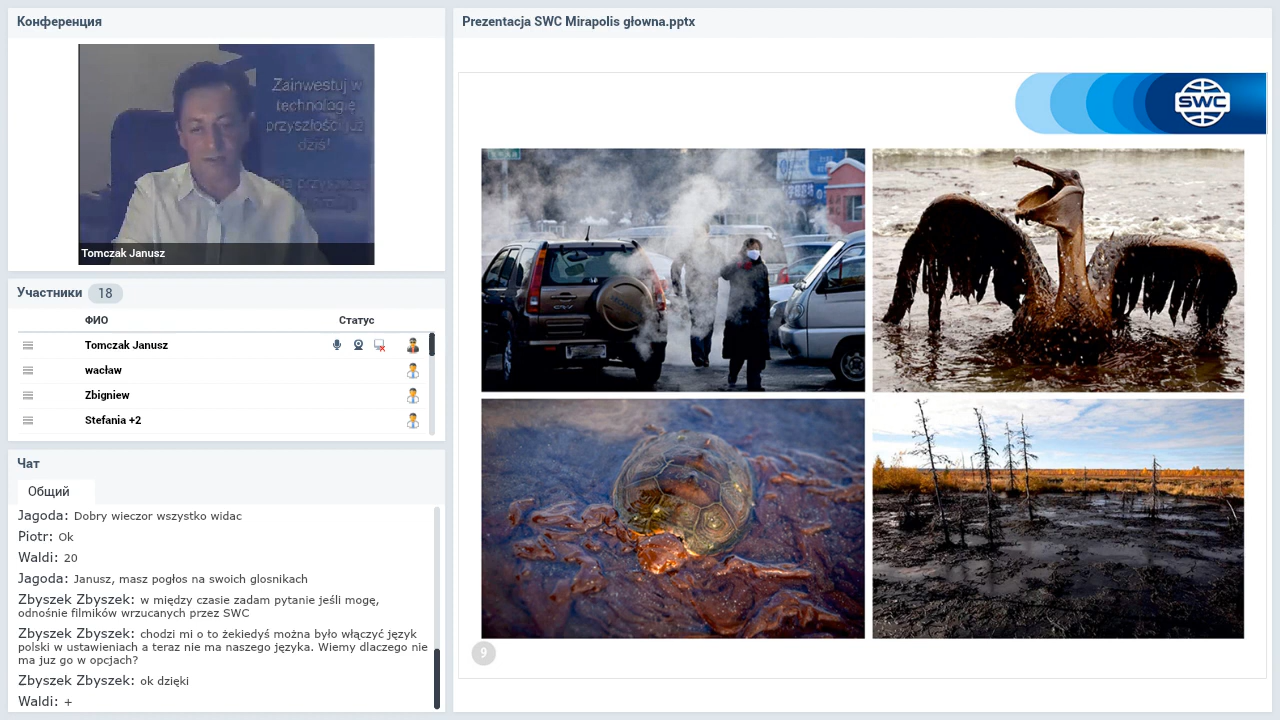 Конференция
Zainwestuj w
technologie
przyszłości już
dziś!
Tomczak Janusz
Участники 18
ФИО Статус
Tomczak Janusz
wacław
Zbigniew
Stefania +2
Чат
Общий
Jagoda: Dobry wieczor wszystko widac
Piotr: Ok
Waldi: 20
Jagoda: Janusz, masz pogłos na swoich glosnikach
Zbyszek Zbyszek: w między czasie zadam pytanie jeśli mogę,
odnośnie filmików wrzucanych przez SWC
Zbyszek Zbyszek: chodzi mi o to żekiedyś można było włączyć język
polski w ustawieniach a teraz nie ma naszego języka. Wiemy dlaczego nie
ma juz go w opcjach?
Zbyszek Zbyszek: ok dzięki
Waldi: +
Prezentacja SWC Mirapolis głowna.pptx
SWC
9